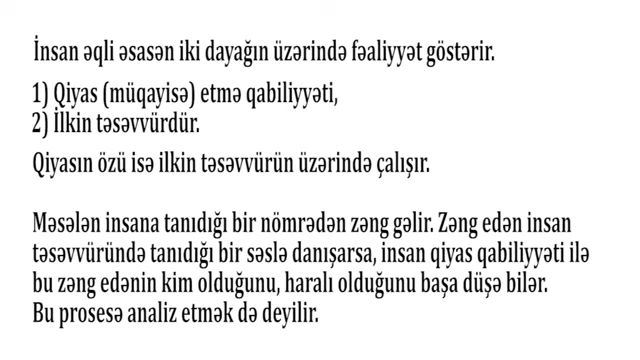 İnsan əqli əsasən iki dayağın üzərində fəaliyyət göstərir.
1) Qiyas (müqayisə) etmə qabiliyyəti,
2) İlkin təsəvvürdür.
Qiyasın özü isə ilkin təsəvvürün üzərində çalışır.
Məsələn insana tanıdığı bir nömrədən zəng gəlir. Zəng edən insan
təsəvvüründə tanıdığı bir səslə danışarsa, insan qiyas qabiliyyəti ilə
bu zəng edənin kim olduğunu, haralı olduğunu başa düşə bilər.
Bu prosesə analiz etmək də deyilir.